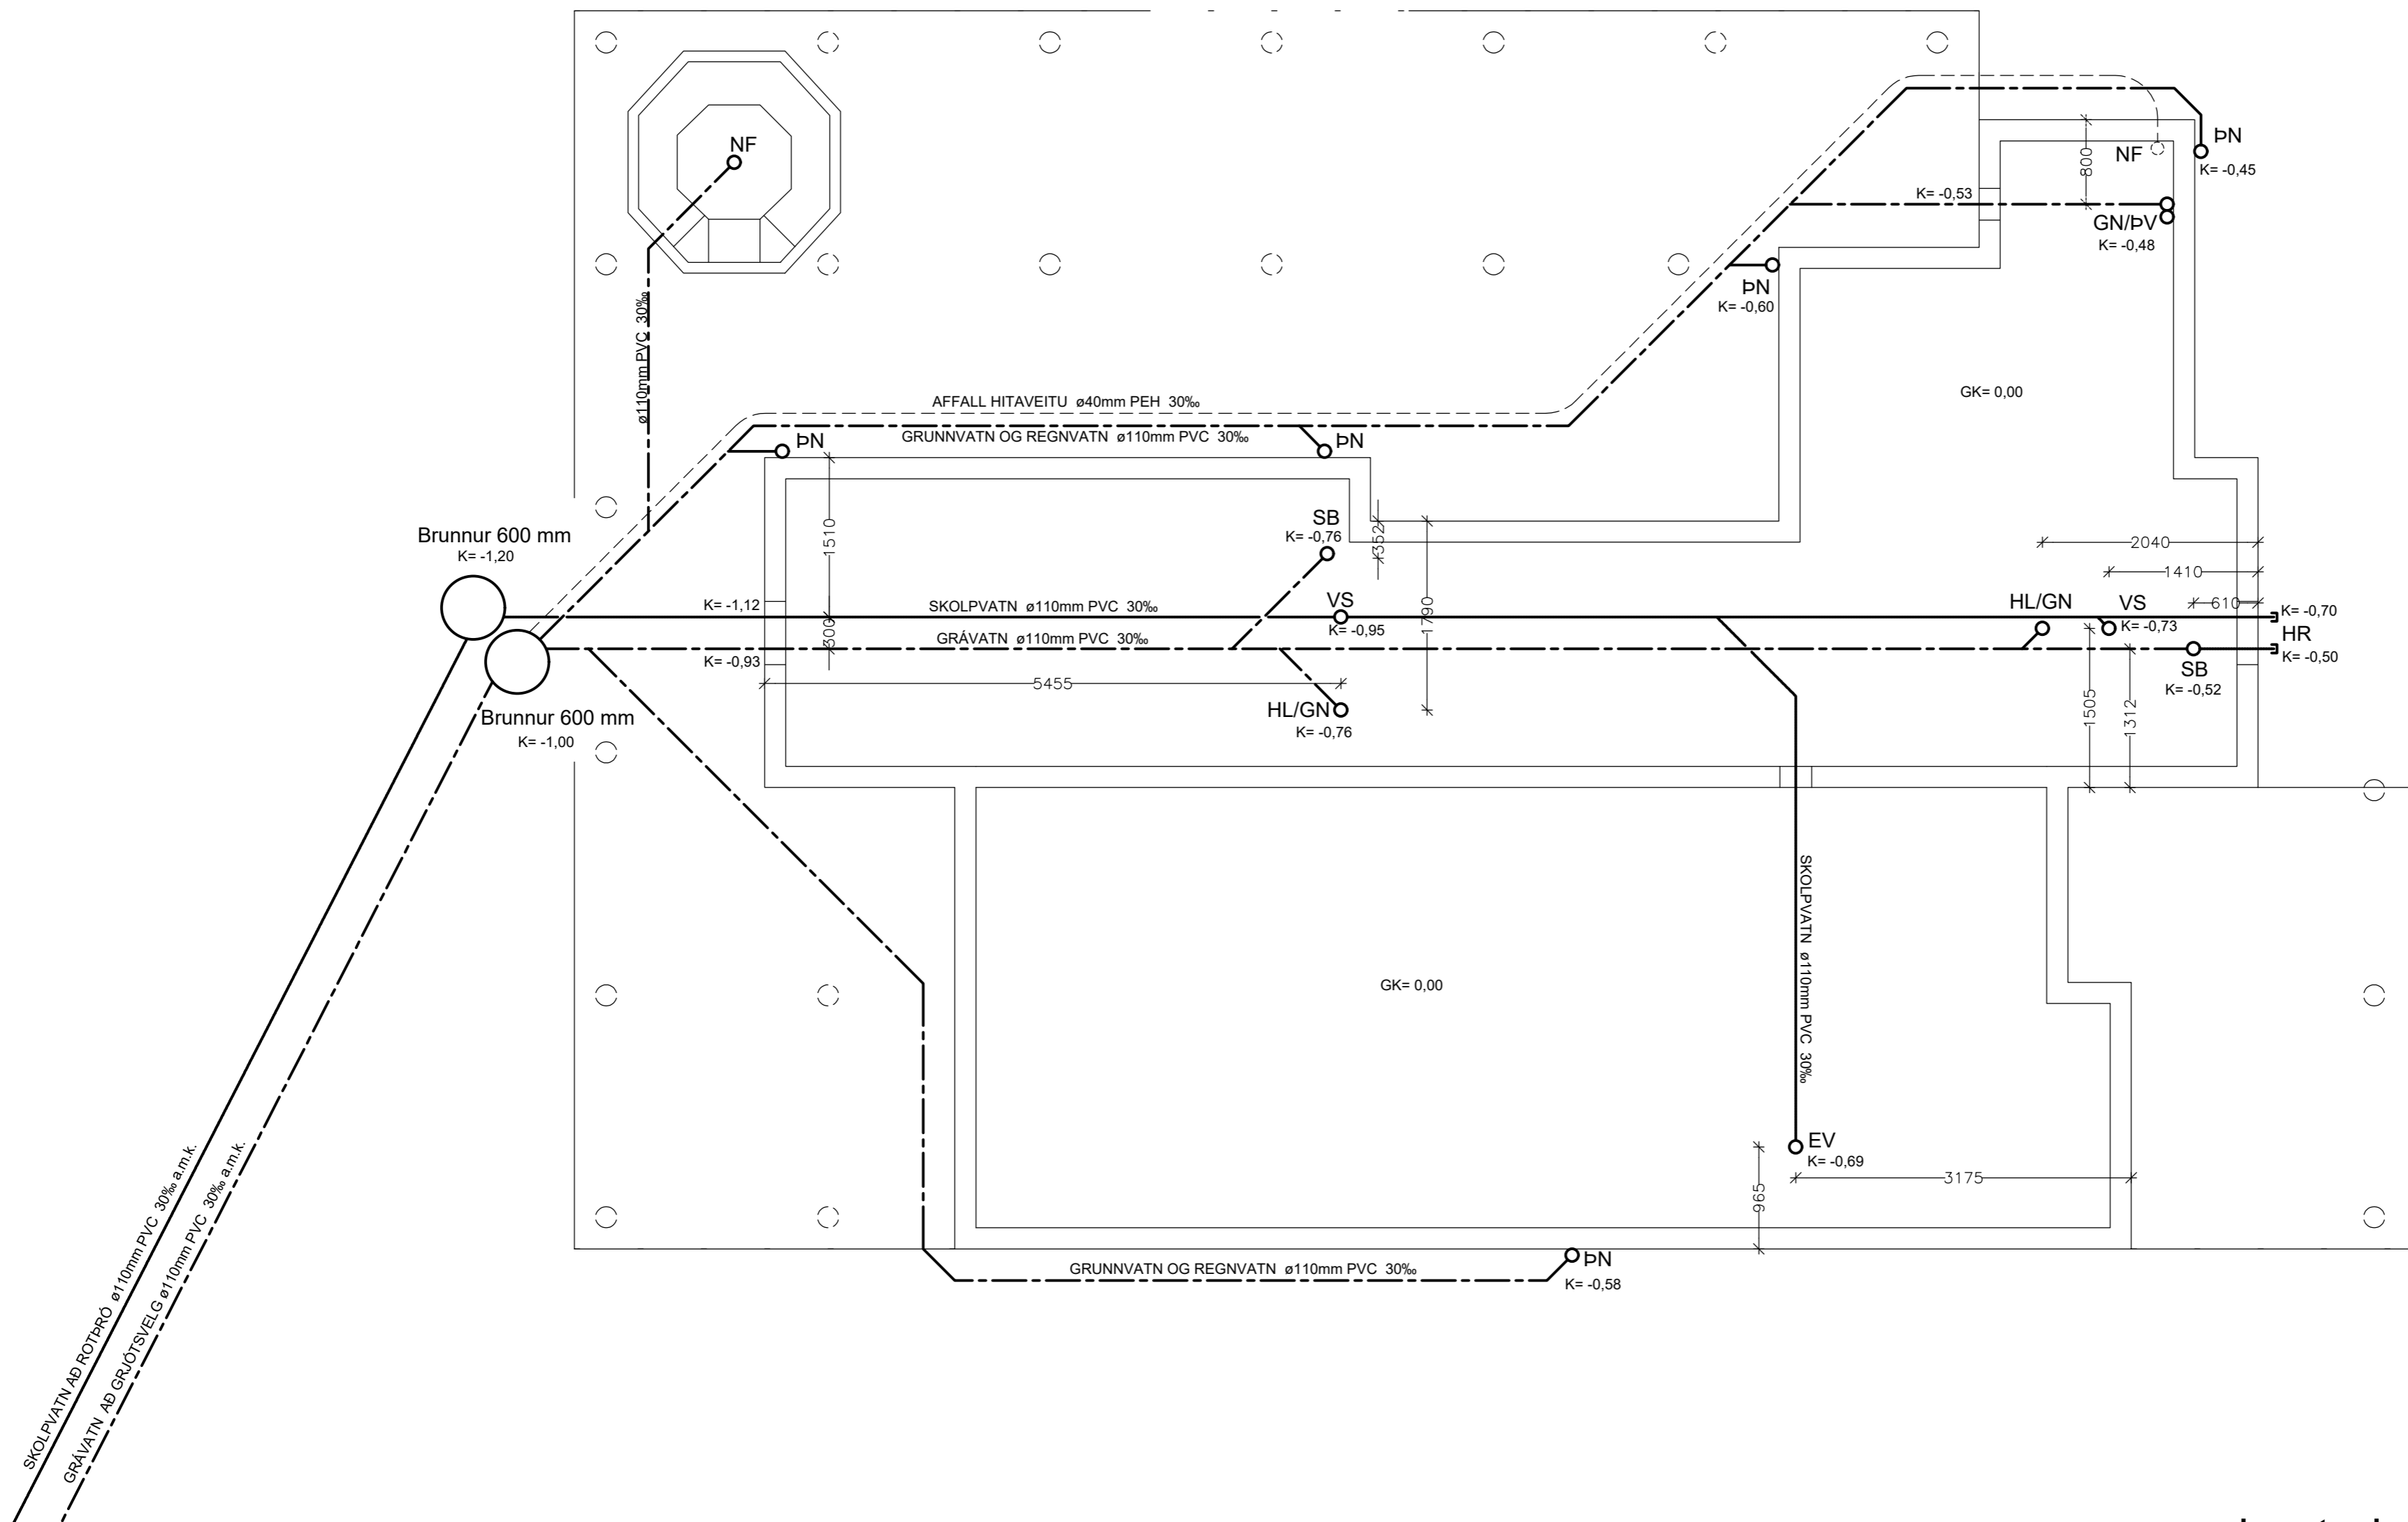 NF
ÞN
K= -0,45
NF
800
K= -0,53
GN/ÞV
K= -0,48
ÞN
K= -0,60
ø110mm PVC 30‰
GK= 0,00
AFFALL HITAVEITU ø40mm PEH 30‰
GRUNNVATN OG REGNVATN ø110mm PVC 30‰
ÞN
ÞN
Brunnur 600 mm
K= -1,20
1510
SB
K= -0,76
352
2040
1410
610
K= -1,12
SKOLPVATN ø110mm PVC 30‰
VS
K= -0,95
1790
HL/GN
VS
K= -0,73
K= -0,70
HR
K= -0,50
300
GRÁVATN ø110mm PVC 30‰
K= -0,93
SB
K= -0,52
5455
HL/GN
K= -0,76
1505
1312
Brunnur 600 mm
K= -1,00
SKOLPVATN ø110mm PVC 30‰
GK= 0,00
EV
K= -0,69
3175
965
ÞN
K= -0,58
GRUNNVATN OG REGNVATN ø110mm PVC 30‰
SKOLPVATN AÐ ROTÞRÓ ø110mm PVC 30‰ a.m.k.
GRÁVATN AÐ GRJÓTSVELG ø110mm PVC 30‰ a.m.k.